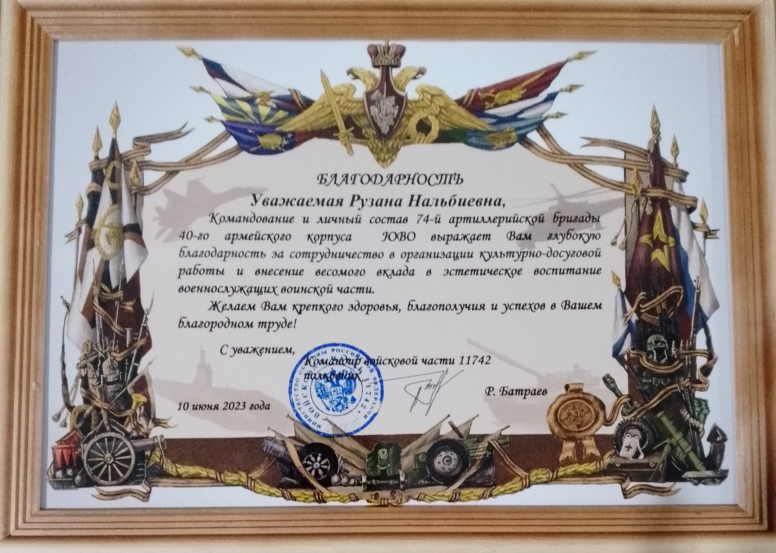 БЛАГОДАРНОСТЬ
Уважаемая Рузана Нальбиевна,
Командование и личный состав 74-й артиллерийской бригады
40-го армейского корпуса ЮВО выражает Вам глубокую
благодарность за сотрудничество в организации культурно-досуговой
работы и внесение весомого вклада в эстетическое воспитание
военнослужащих воинской части.
Желаем Вам крепкого здоровья, благополучия и успехов в Вашем
благородном труде!
С уважением,
Командир войсковой части 11742
полковник
Р. Батраев
10 июня 2023 года